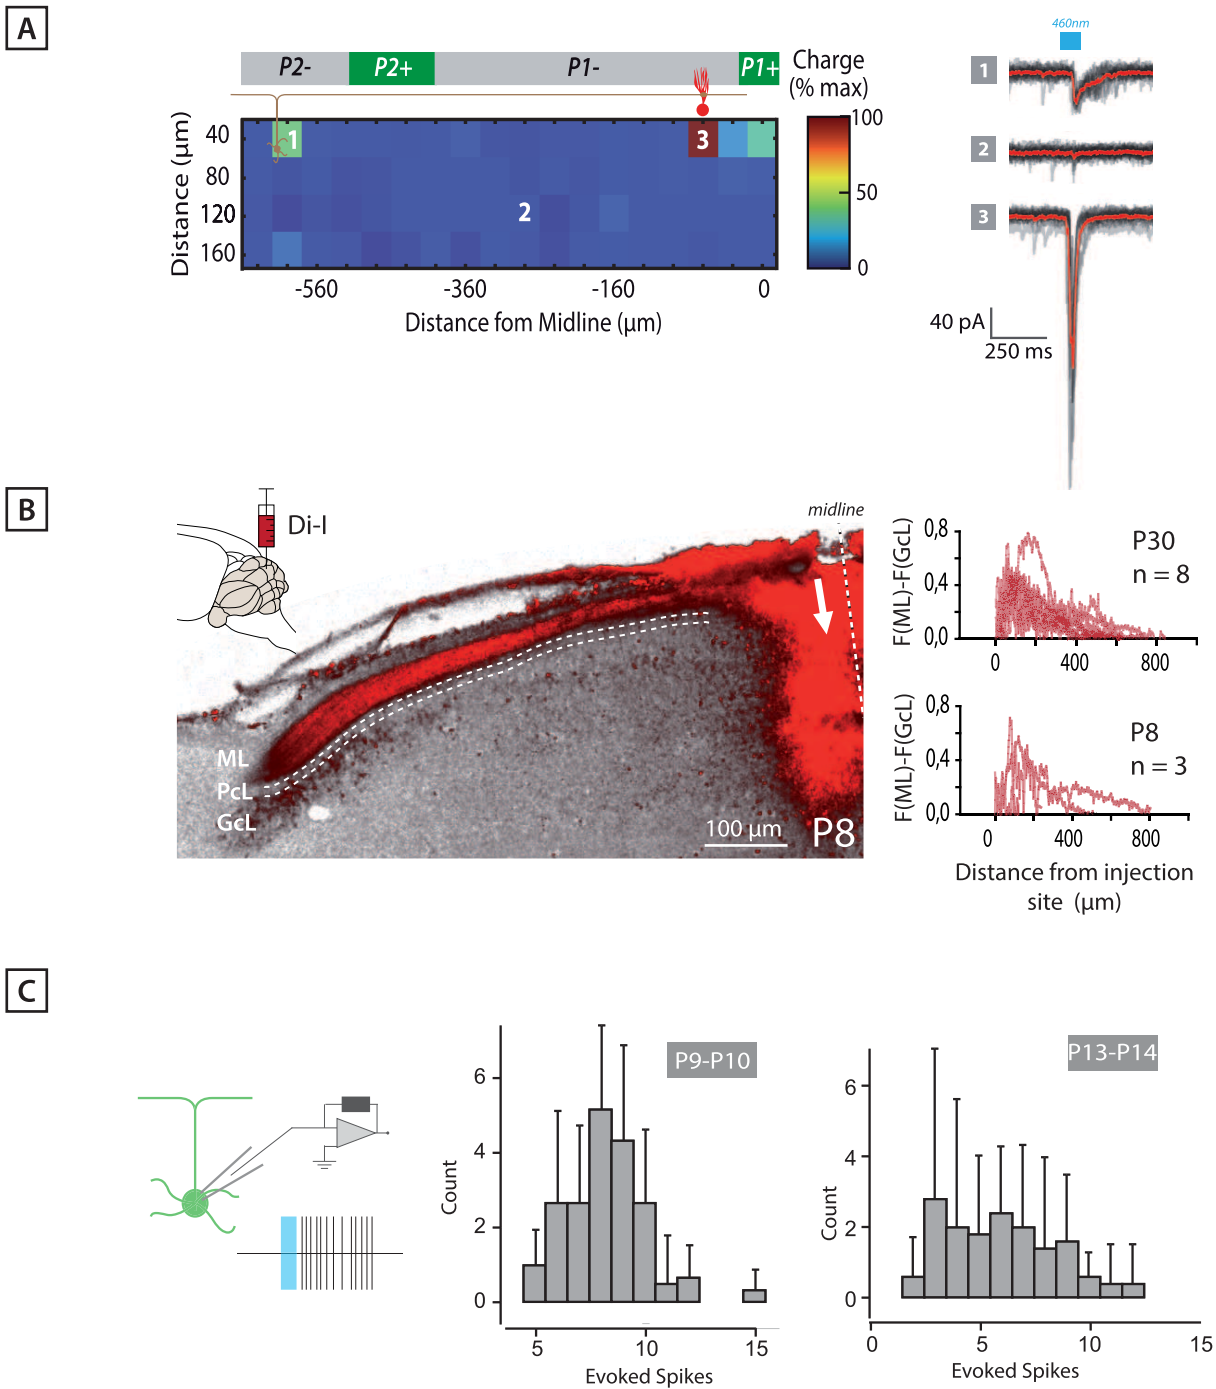 A
460nm
P2-
P2+
P1-
P1+
Charge
(% max)
1
2
3
Distance (µm)
40
80
120
160
1
2
3
100
50
0
-560
-360
-160
0
Distance fom Midline (µm)
40 pA
250 ms
B
Di-I
midline
ML
PcL
GcL
100 µm
P8
F(ML)-F(GcL)
0,8
0,4
0,0
P30
n = 8
0
400
800
F(ML)-F(GcL)
0,8
0,4
0,0
P8
n = 3
0
400
800
Distance from injection
site (µm)
C
P9-P10
Count
6
4
2
0
5
10
15
Evoked Spikes
P13-P14
Count
6
4
2
0
0
5
10
15
Evoked Spikes